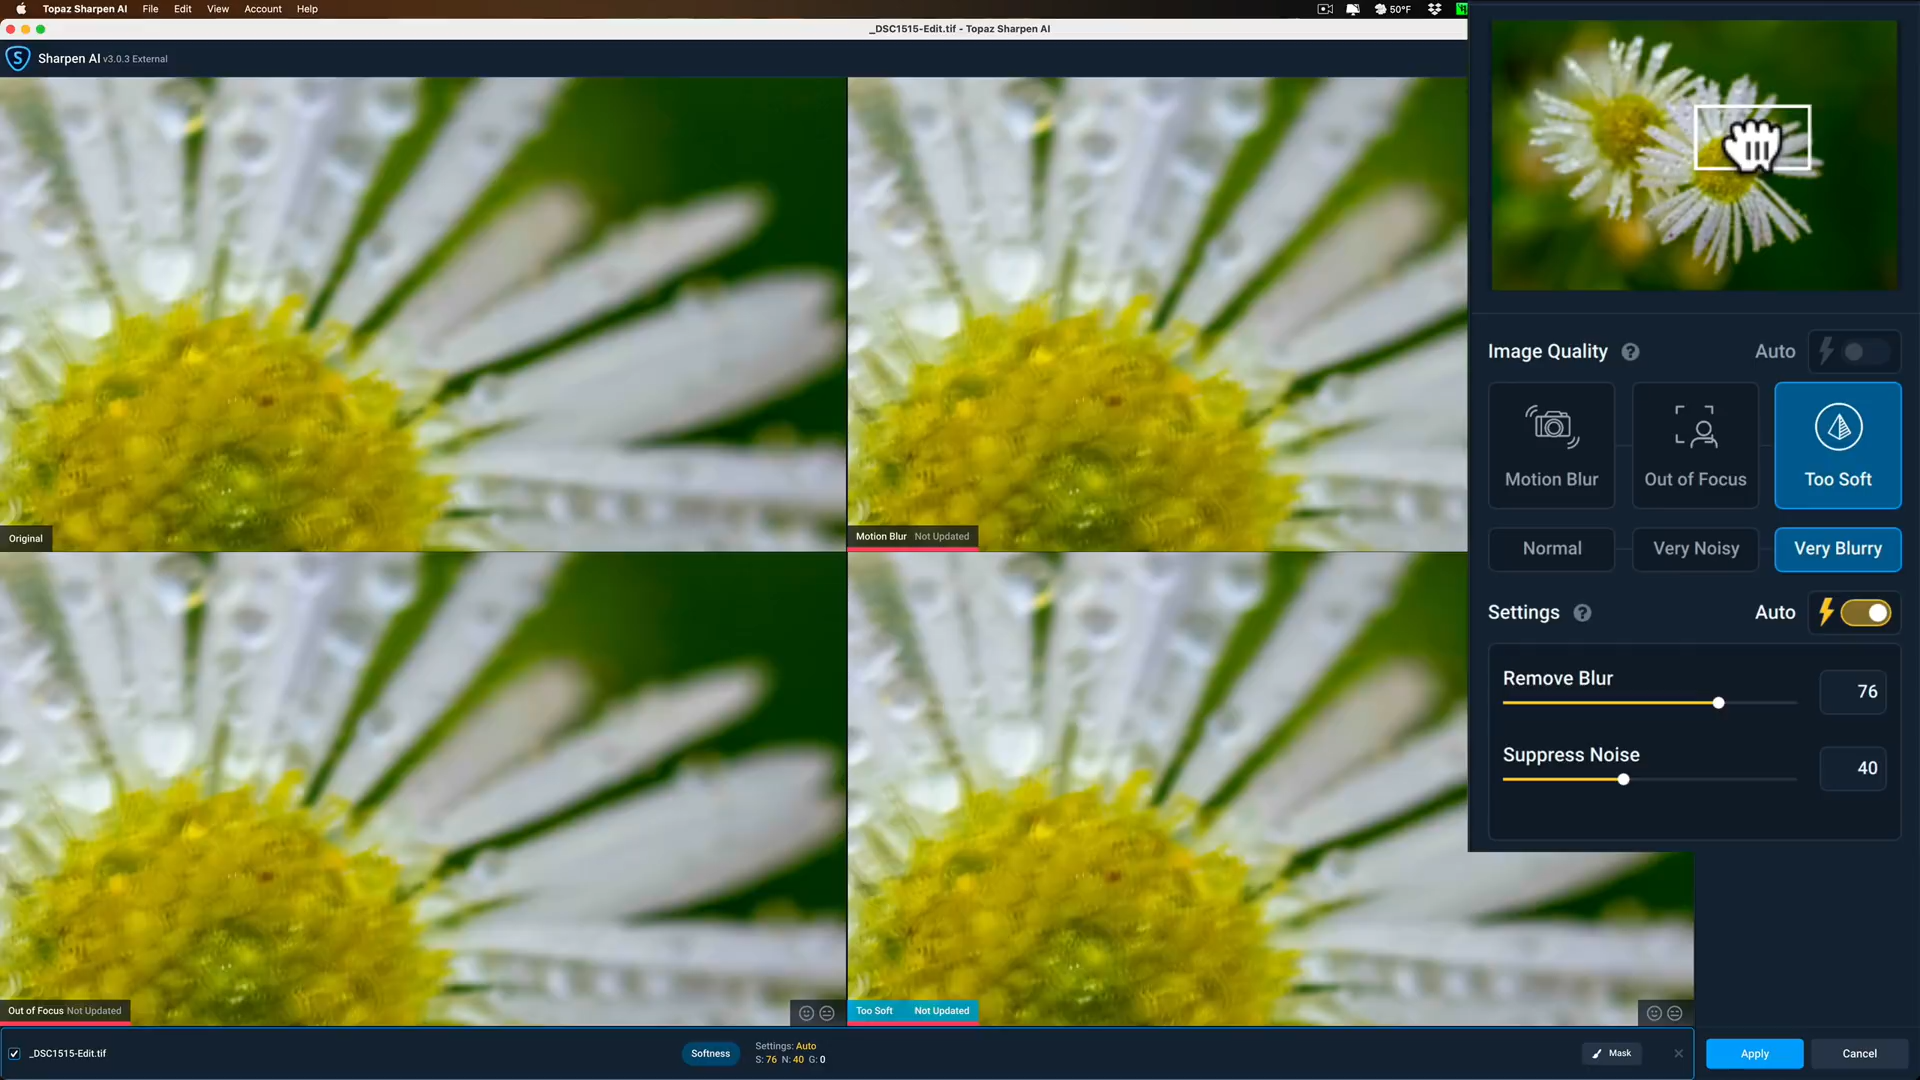 Topaz Sharpen AI File Edit View Account Help 50°F
_DSC1515-Edit.tif - Topaz Sharpen AI
Sharpen AI v3.0.3 External
Original
Motion Blur Not Updated
Out of Focus Not Updated
Too Soft Not Updated
Image Quality ? Auto
Motion Blur Out of Focus Too Soft
Normal Very Noisy Very Blurry
Settings ? Auto
Remove Blur 76
Suppress Noise 40
_DSC1515-Edit.tif
Softness
Settings: Auto
S: 76 N: 40 G: 0
Mask
Apply Cancel